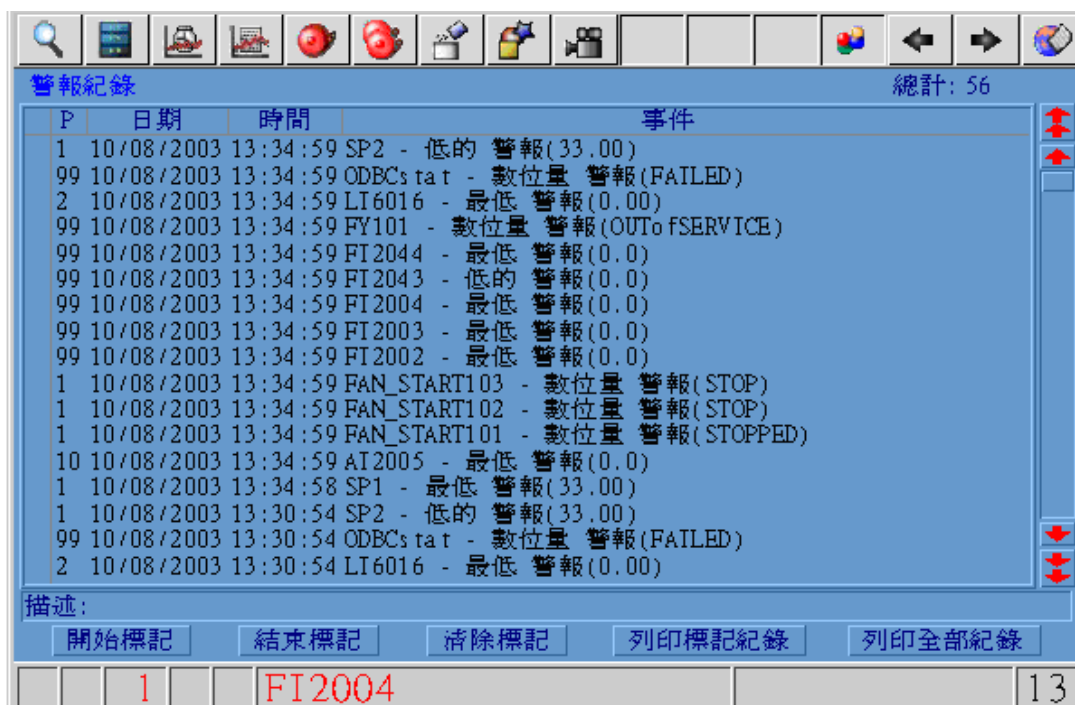 警報紀錄 總計: 56
P 日期 時間 事件
1 10/08/2003 13:34:59 SP2 - 低的 警報(33.00)
99 10/08/2003 13:34:59 ODBCstat - 數位量 警報(FAILED)
2 10/08/2003 13:34:59 LT6016 - 最低 警報(0.00)
99 10/08/2003 13:34:59 FY101 - 數位量 警報(OUTofSERVICE)
99 10/08/2003 13:34:59 FI2044 - 最低 警報(0.0)
99 10/08/2003 13:34:59 FI2043 - 低的 警報(0.0)
99 10/08/2003 13:34:59 FI2004 - 最低 警報(0.0)
99 10/08/2003 13:34:59 FI2003 - 最低 警報(0.0)
99 10/08/2003 13:34:59 FI2002 - 最低 警報(0.0)
1 10/08/2003 13:34:59 FAN_START103 - 數位量 警報(STOP)
1 10/08/2003 13:34:59 FAN_START102 - 數位量 警報(STOP)
1 10/08/2003 13:34:59 FAN_START101 - 數位量 警報(STOPPED)
10 10/08/2003 13:34:59 AI2005 - 最低 警報(0.0)
1 10/08/2003 13:34:58 SP1 - 最低 警報(33.00)
1 10/08/2003 13:30:54 SP2 - 低的 警報(33.00)
99 10/08/2003 13:30:54 ODBCstat - 數位量 警報(FAILED)
2 10/08/2003 13:30:54 LT6016 - 最低 警報(0.00)
描述:
開始標記 結束標記 清除標記 列印標記紀錄 列印全部紀錄
1 FI2004 13